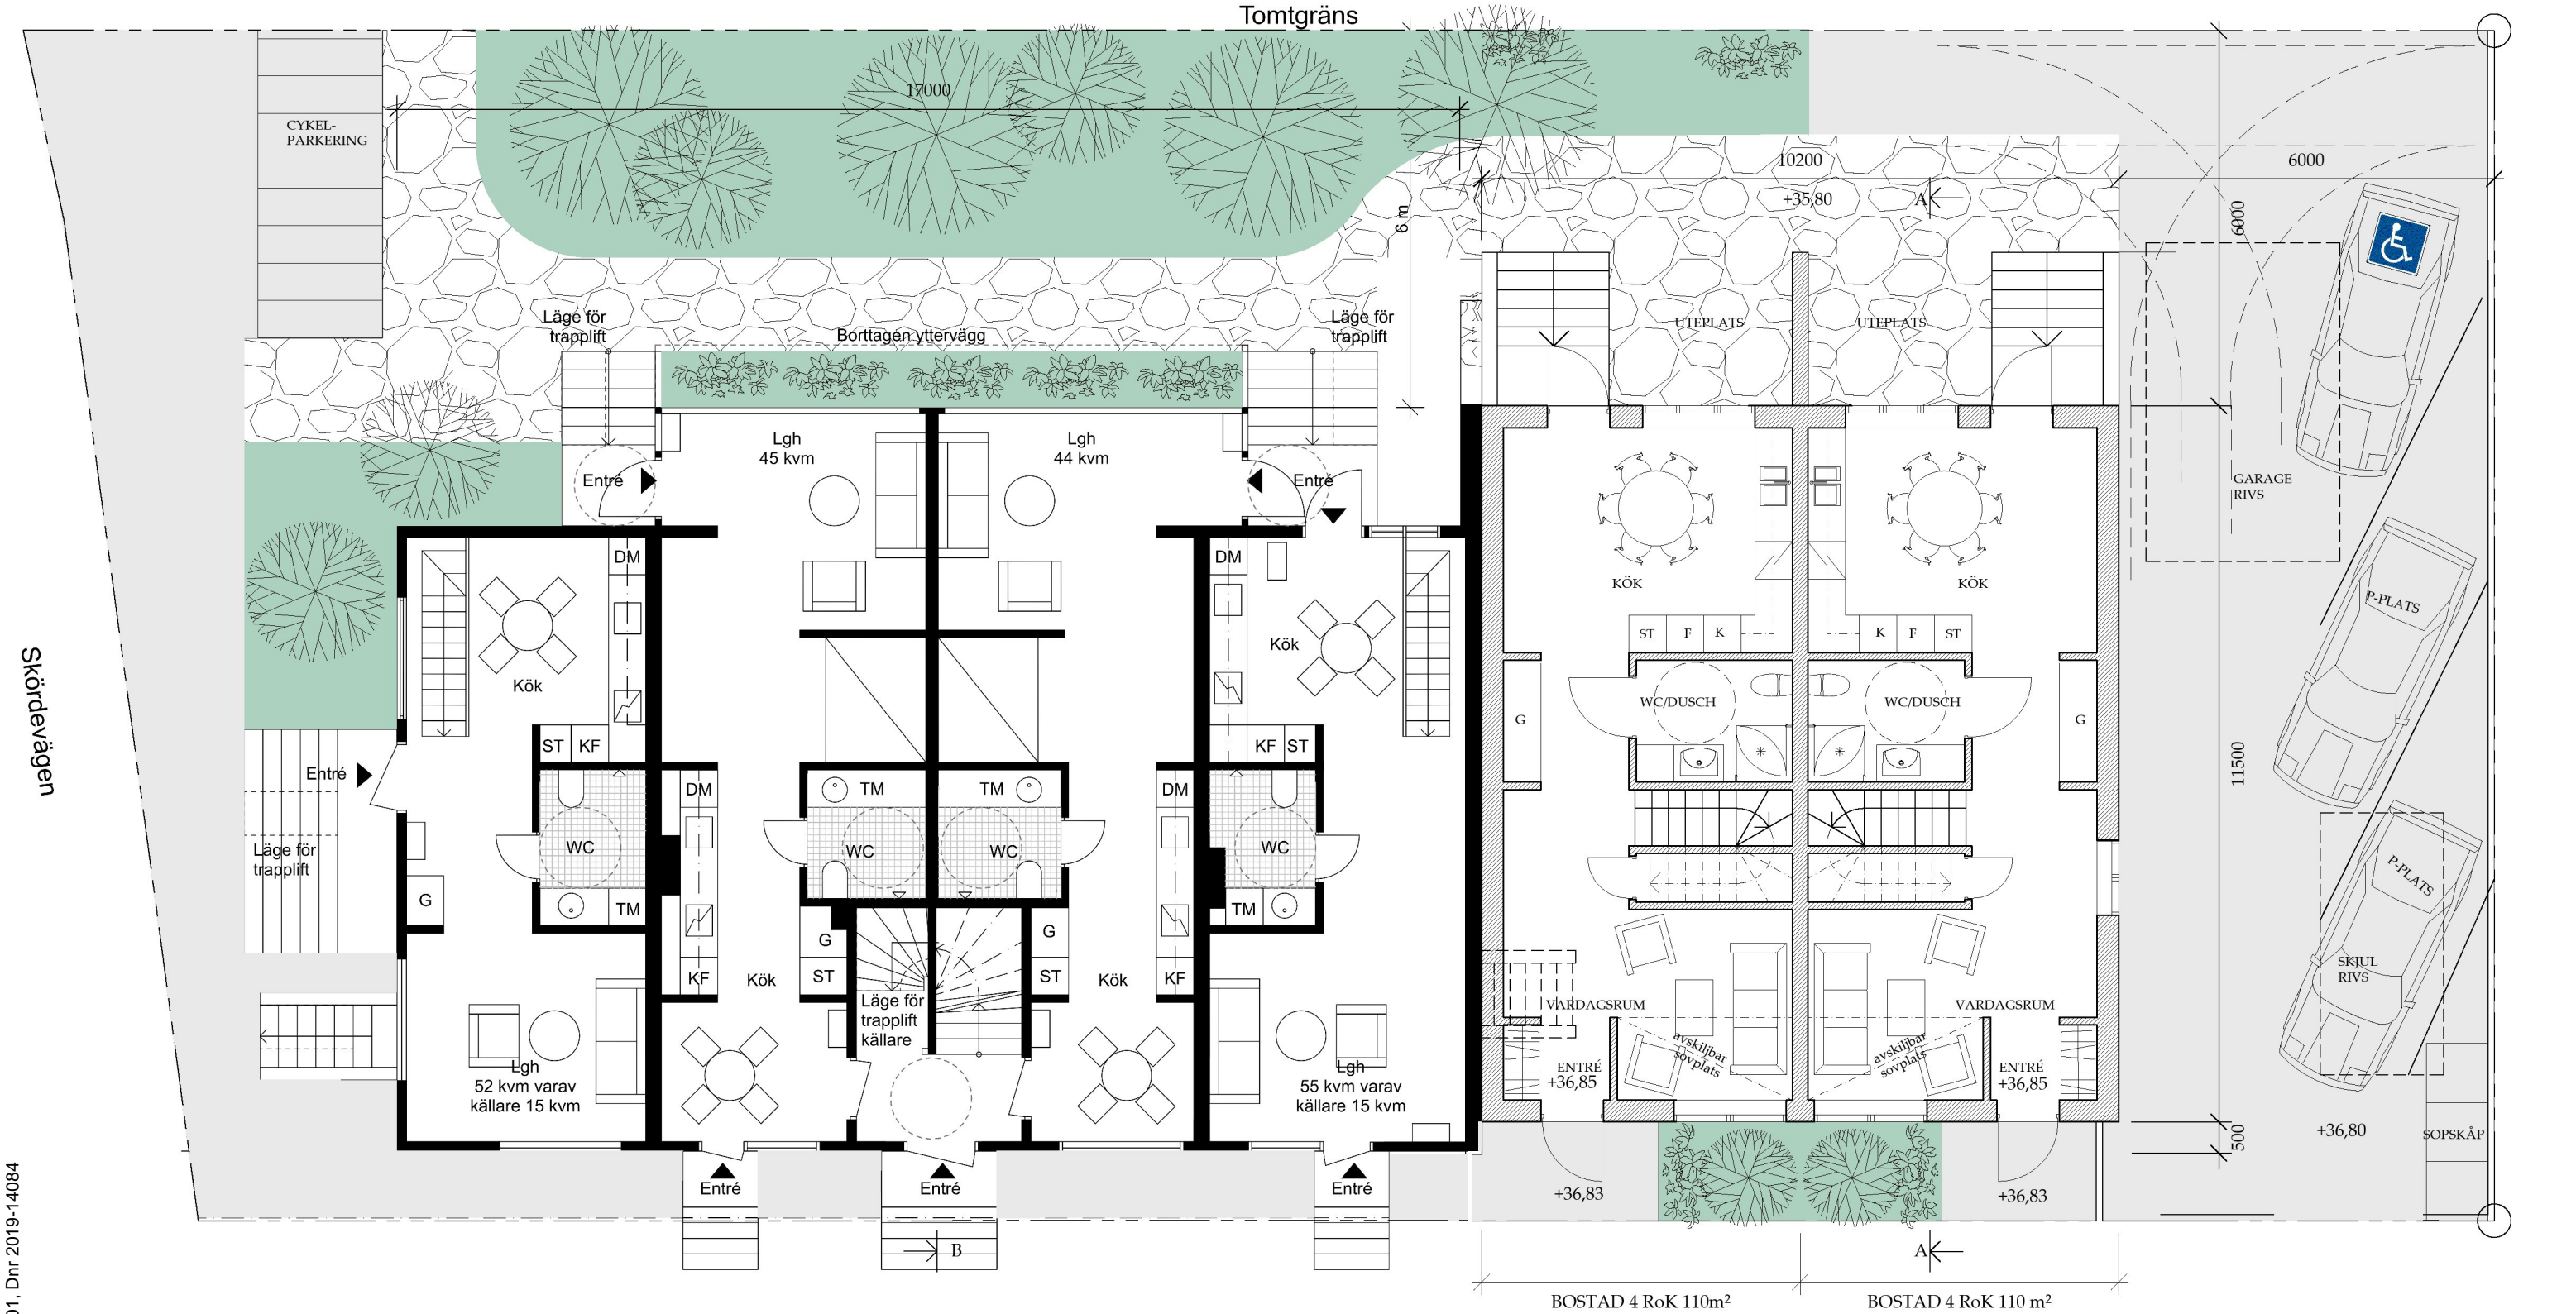 Tomtgräns
17000
CYKEL-
PARKERING
10200
6000
+35,80
A
6 m
6000
Läge för
trapplift
Borttagen yttervägg
Läge för
trapplift
UTEPLATS
UTEPLATS
Lgh
45 kvm
Lgh
44 kvm
Entré
Entré
GARAGE
RIVS
DM
DM
KÖK
KÖK
P-PLATS
Kök
Kök
ST
F
K
K
F
ST
Skördevägen
WC/DUSCH
WC/DUSCH
G
G
ST
KF
KF
ST
Entré
DM
TM
TM
DM
11500
Läge för
trapplift
WC
WC
WC
WC
P-PLATS
G
TM
TM
G
G
ST
ST
KF
KF
Kök
Kök
SKJUL
RIVS
Läge för
trapplift
källare
VARDAGSRUM
VARDAGSRUM
avskiljbar
sovplats
avskiljbar
sovplats
Lgh
52 kvm varav
källare 15 kvm
Lgh
55 kvm varav
källare 15 kvm
ENTRÉ
+36,85
ENTRÉ
+36,85
500
+36,80
SOPSKÅP
Entré
Entré
Entré
+36,83
+36,83
B
A
01, Dnr 2019-14084
BOSTAD 4 RoK 110m²
BOSTAD 4 RoK 110 m²